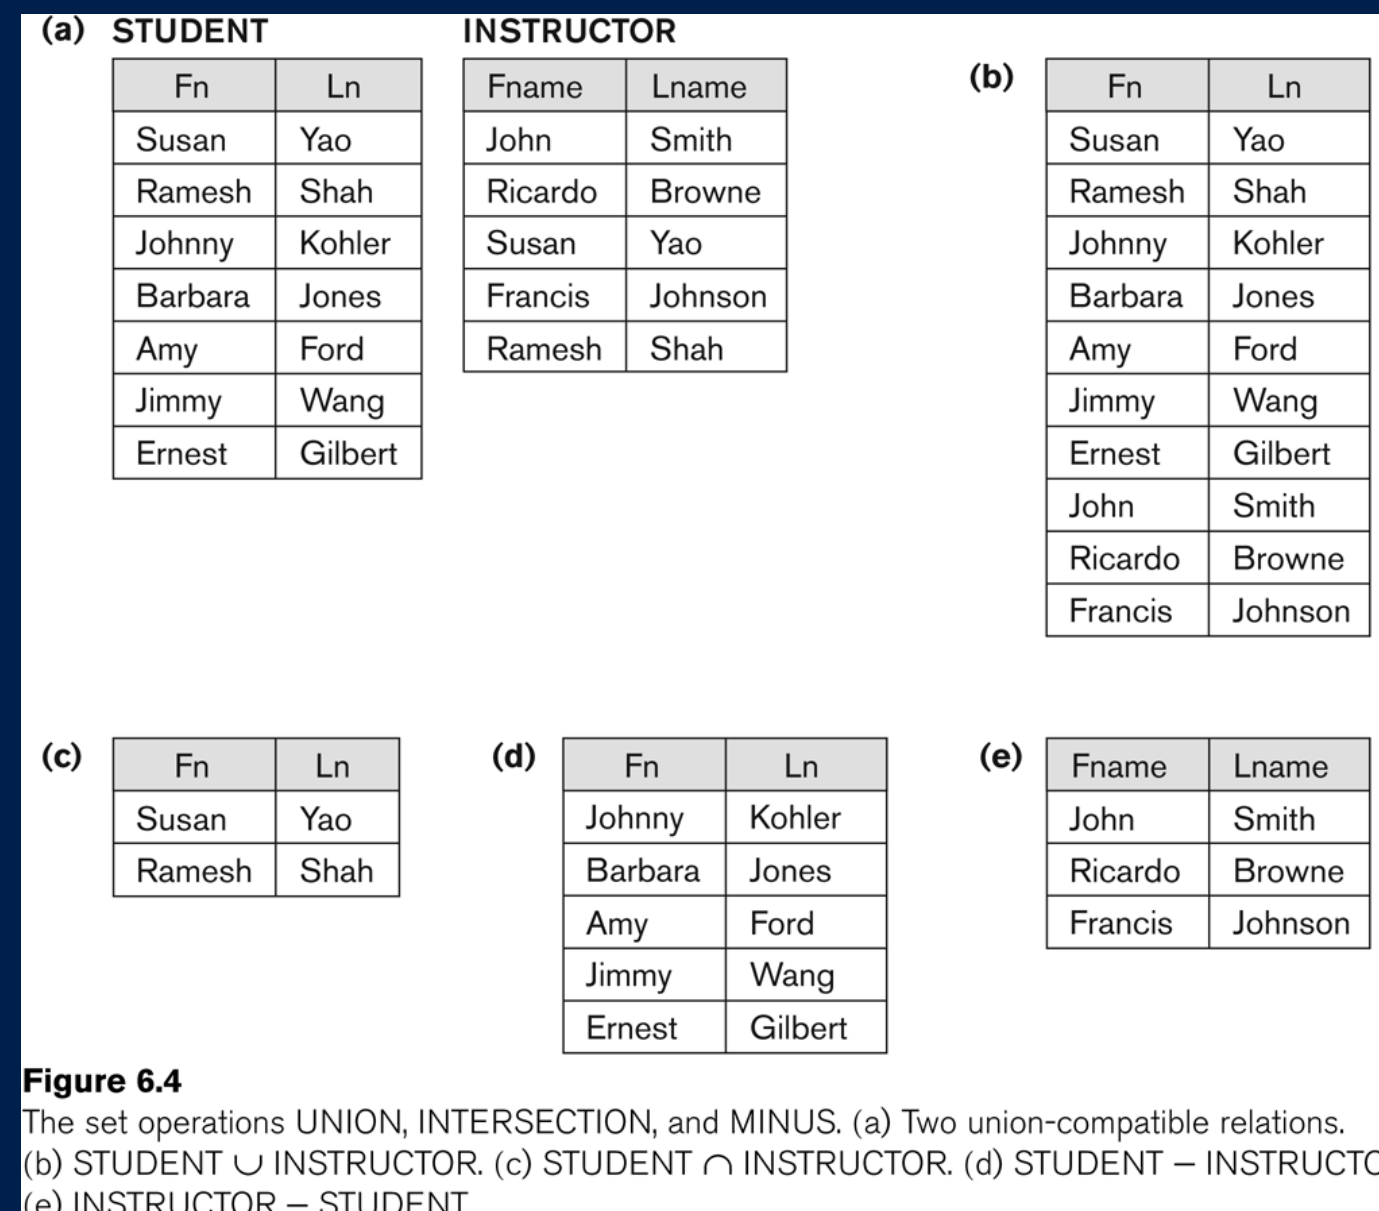 (a) STUDENT
Fn Ln
Susan Yao
Ramesh Shah
Johnny Kohler
Barbara Jones
Amy Ford
Jimmy Wang
Ernest Gilbert
INSTRUCTOR
Fname Lname
John Smith
Ricardo Browne
Susan Yao
Francis Johnson
Ramesh Shah
(b)
Fn Ln
Susan Yao
Ramesh Shah
Johnny Kohler
Barbara Jones
Amy Ford
Jimmy Wang
Ernest Gilbert
John Smith
Ricardo Browne
Francis Johnson
(c)
Fn Ln
Susan Yao
Ramesh Shah
(d)
Fn Ln
Johnny Kohler
Barbara Jones
Amy Ford
Jimmy Wang
Ernest Gilbert
(e)
Fname Lname
John Smith
Ricardo Browne
Francis Johnson
Figure 6.4
The set operations UNION, INTERSECTION, and MINUS. (a) Two union-compatible relations.
(b) STUDENT ∪ INSTRUCTOR. (c) STUDENT ∩ INSTRUCTOR. (d) STUDENT − INSTRUCTO
(e) INSTRUCTOR − STUDENT